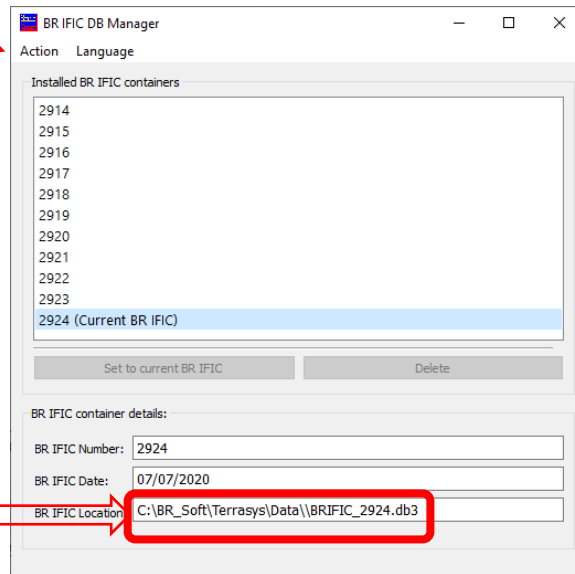 BR IFIC DB Manager
Action Language
Installed BR IFIC containers
2914
2915
2916
2917
2918
2919
2920
2921
2922
2923
2924 (Current BR IFIC)
Set to current BR IFIC Delete
BR IFIC container details:
BR IFIC Number: 2924
BR IFIC Date: 07/07/2020
BR IFIC Location C:\BR_Soft\Terrasys\Data\\BRIFIC_2924.db3